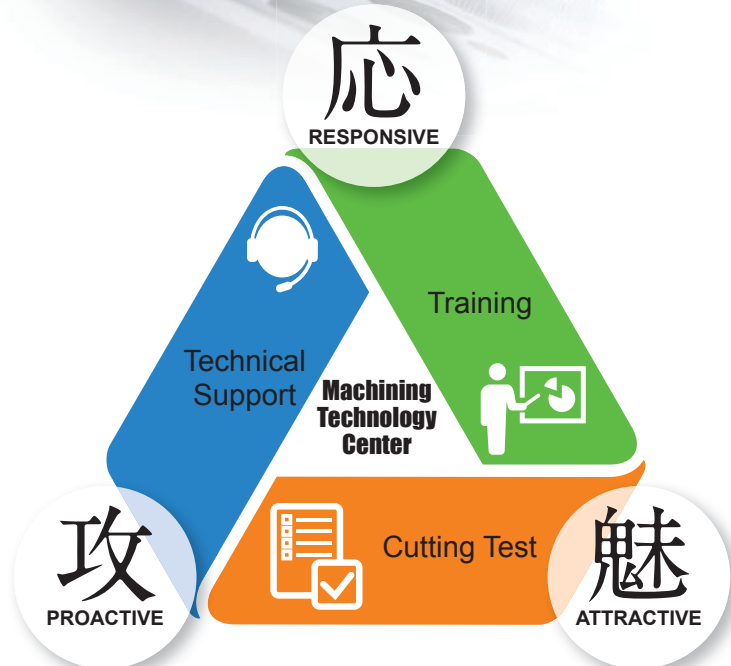 応
RESPONSIVE
Training
Technical
Support
Machining
Technology
Center
Cutting Test
攻
PROACTIVE
魅
ATTRACTIVE